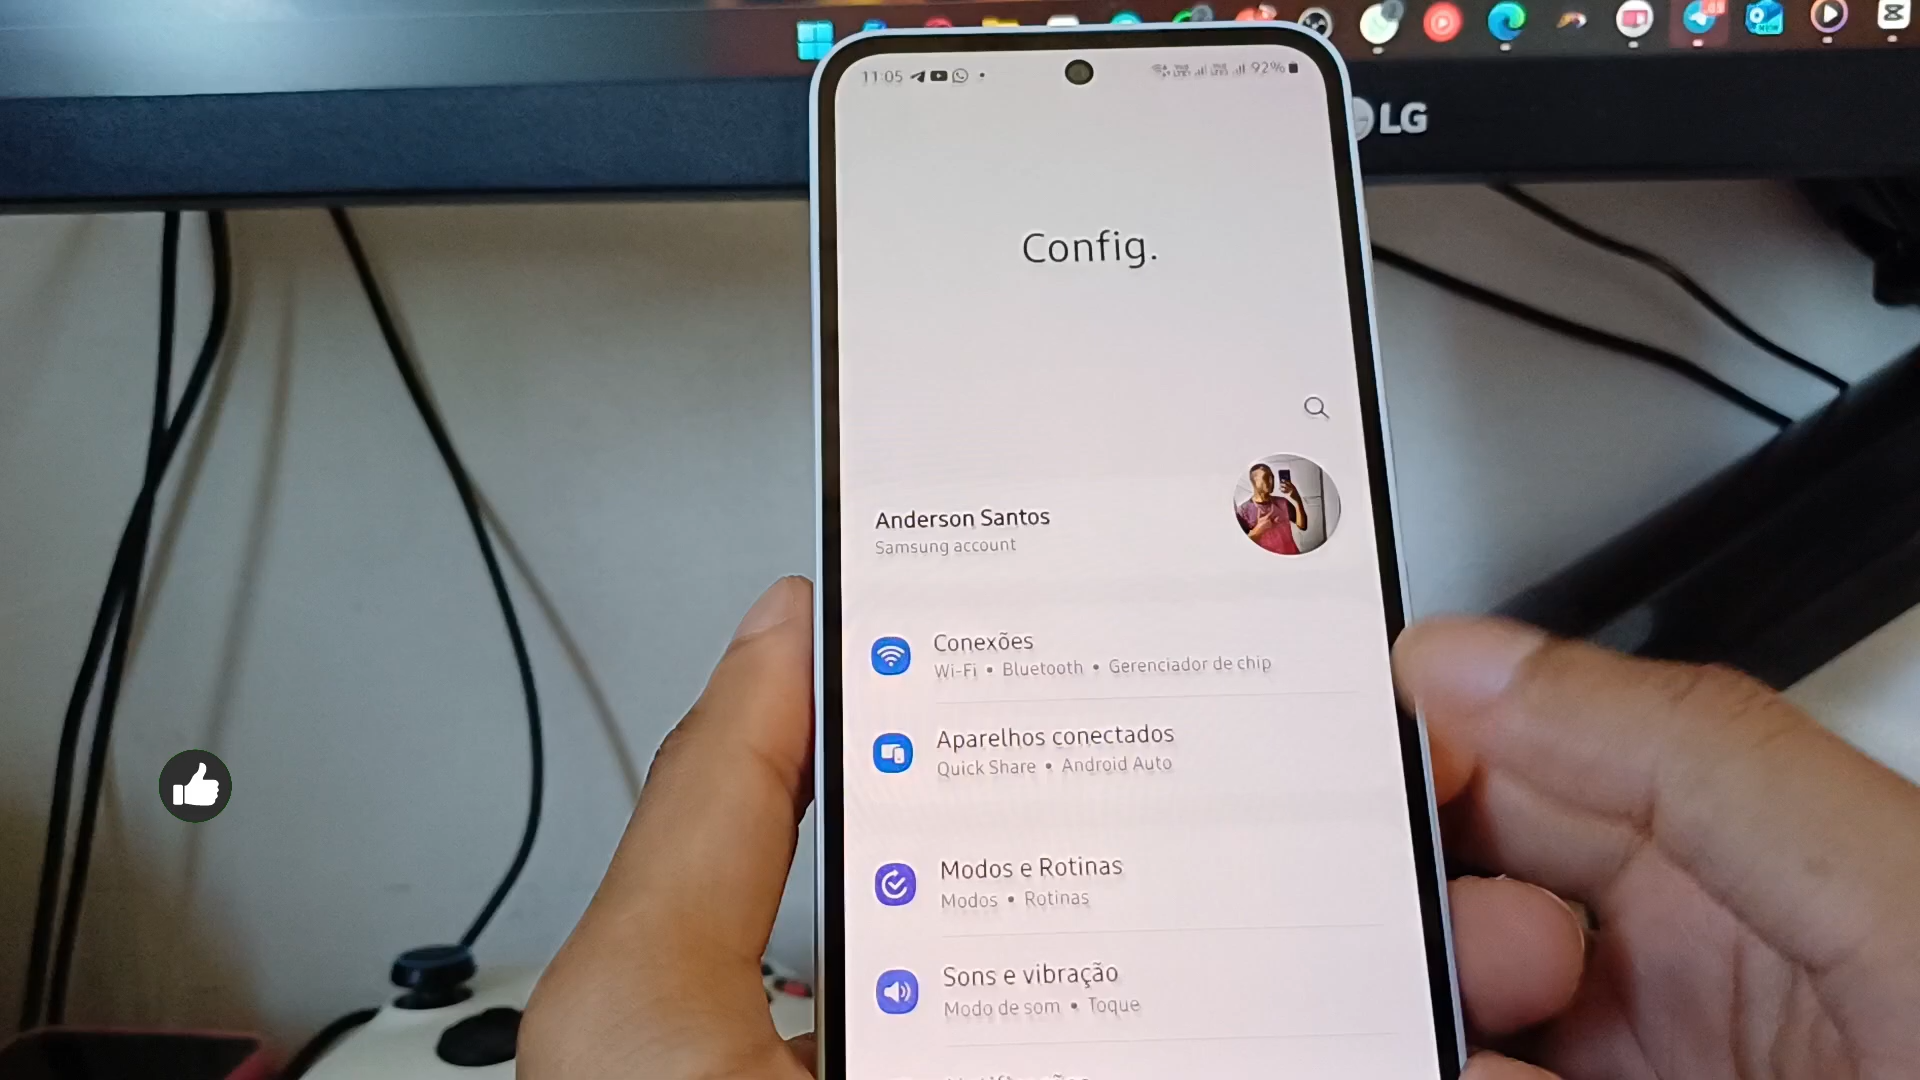 LG
11:05
92%
Config.
Anderson Santos
Samsung account
Conexões
Wi-Fi • Bluetooth • Gerenciador de chip
Aparelhos conectados
Quick Share • Android Auto
Modos e Rotinas
Modos • Rotinas
Sons e vibração
Modo de som • Toque